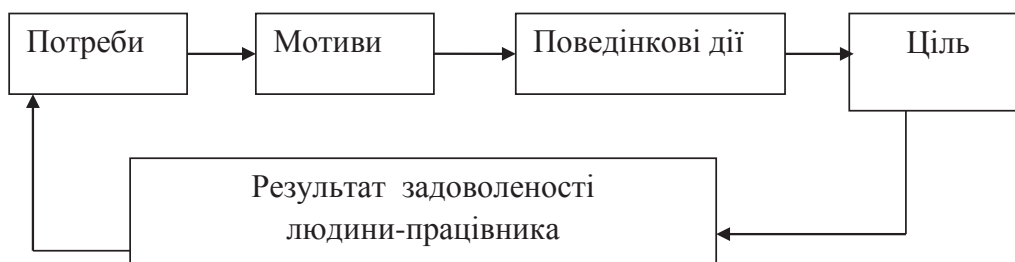 Потреби
Мотиви
Поведінкові дії
Ціль
Результат задоволеності
людини-працівника